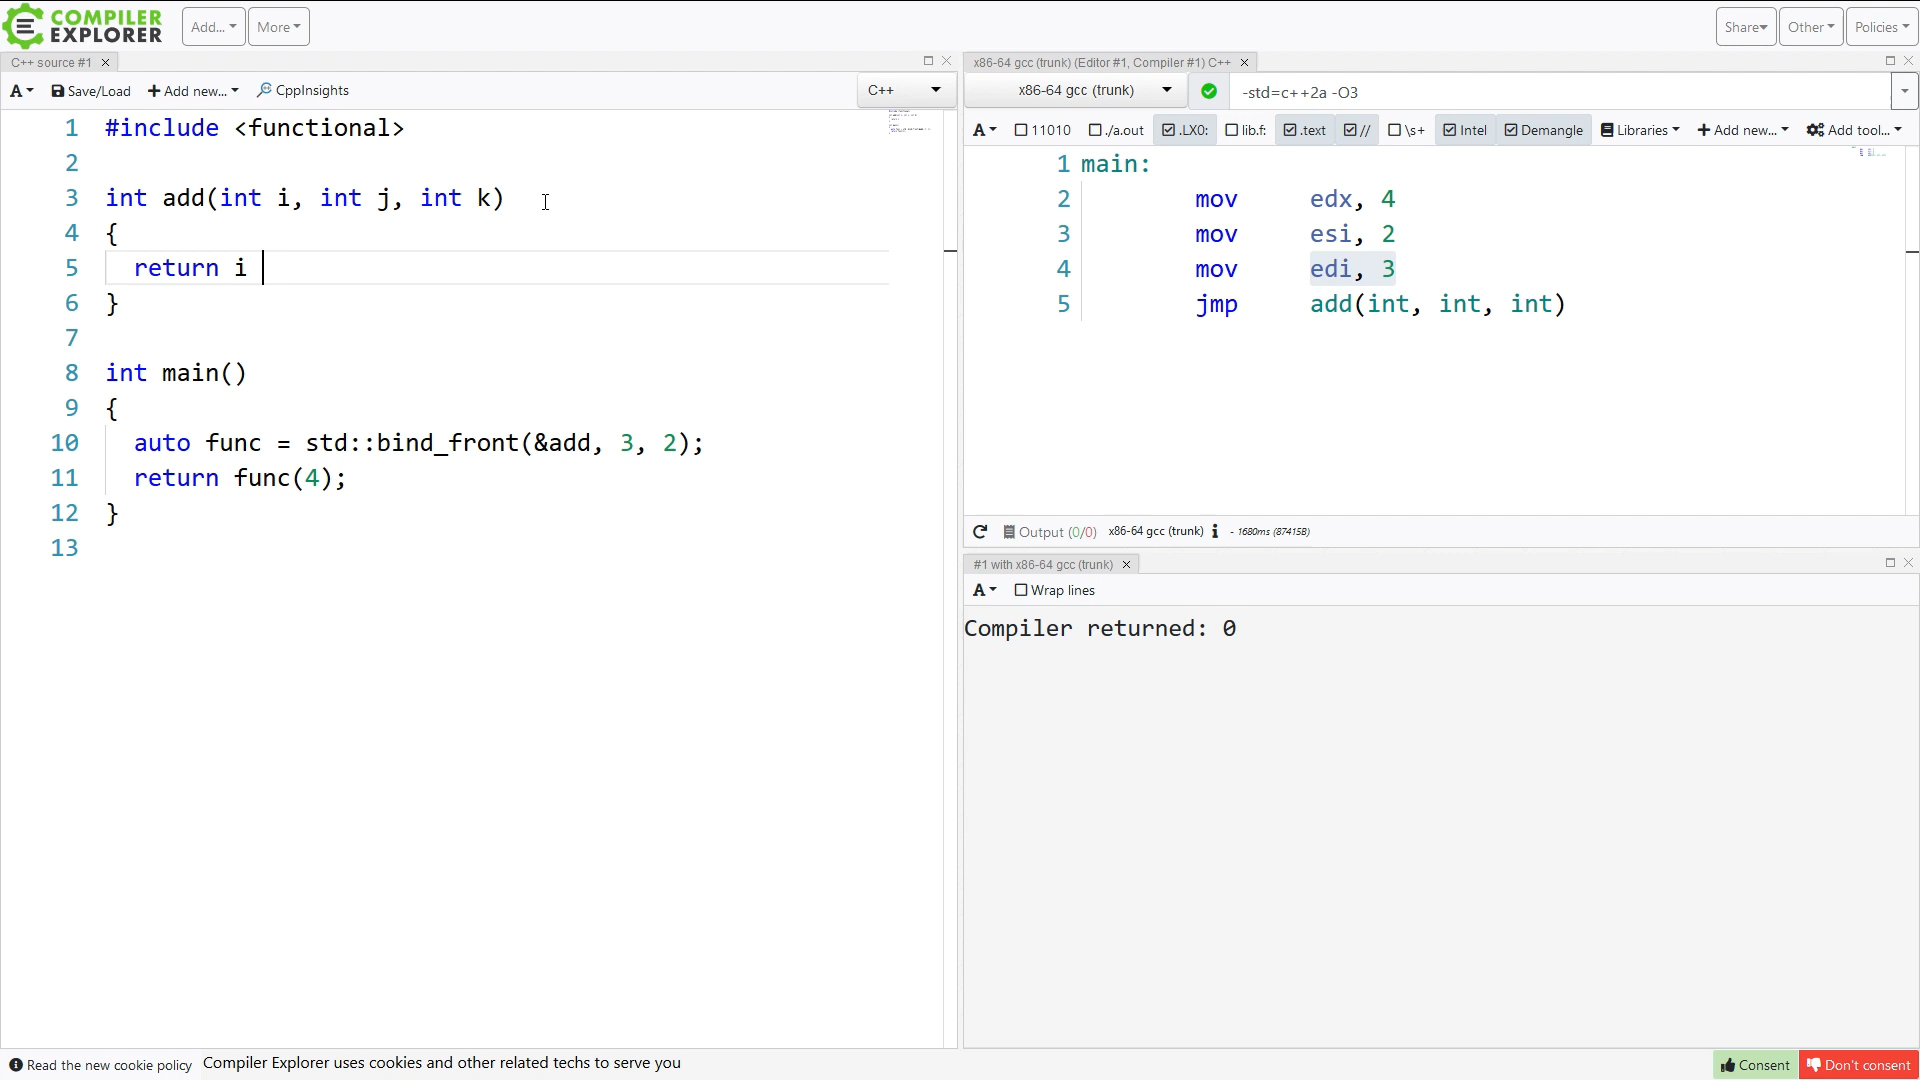 COMPILER
EXPLORER
Add...
More
Share
Other
Policies
C++ source #1
A
Save/Load
Add new...
CppInsights
C++
1 #include <functional>
2
3 int add(int i, int j, int k)
4 {
5   return i
6 }
7
8 int main()
9 {
10   auto func = std::bind_front(&add, 3, 2);
11   return func(4);
12 }
13
x86-64 gcc (trunk) (Editor #1, Compiler #1) C++
x86-64 gcc (trunk)
-std=c++2a -O3
A
11010
./a.out
.LX0:
lib.f:
.text
//
\s+
Intel
Demangle
Libraries
Add new...
Add tool...
1 main:
2         mov     edx, 4
3         mov     esi, 2
4         mov     edi, 3
5         jmp     add(int, int, int)
Output (0/0) x86-64 gcc (trunk) i - 1680ms (87415B)
#1 with x86-64 gcc (trunk)
A
Wrap lines
Compiler returned: 0
Read the new cookie policy
Compiler Explorer uses cookies and other related techs to serve you
Consent
Don't consent